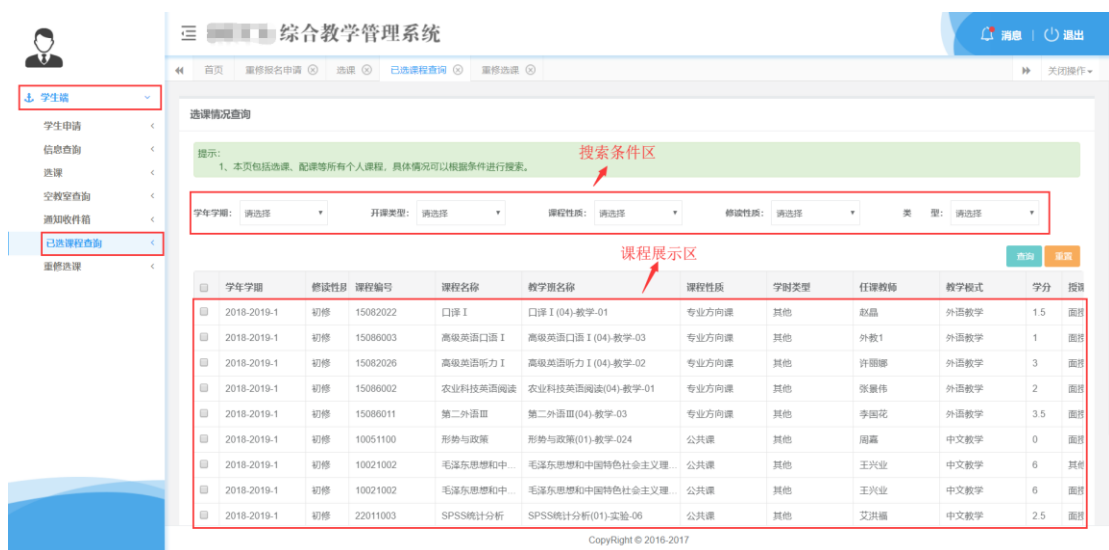 综合教学管理系统
消息 | 退出
首页 重修报名申请 选课 已选课程查询 重修选课 关闭操作
学生端
学生申请
信息查询
选课
空教室查询
通知收件箱
已选课程查询
重修选课
选课情况查询
提示:
1、本页包括选课、配课等所有个人课程，具体情况可以根据条件进行搜索。
搜索条件区
学年学期: 请选择 开课类型: 请选择 课程性质: 请选择 修读性质: 请选择 类 型: 请选择
课程展示区
查询 重置
学年学期 修读性质 课程编号 课程名称 教学班名称 课程性质 学时类型 任课教师 教学模式 学分 授课
2018-2019-1 初修 15082022 口译 I 口译 I (04)-教学-01 专业方向课 其他 赵晶 外语教学 1.5 面授
2018-2019-1 初修 15086003 高级英语口语 I 高级英语口语 I (04)-教学-03 专业方向课 其他 外教1 外语教学 1 面授
2018-2019-1 初修 15082026 高级英语听力 I 高级英语听力 I (04)-教学-02 专业方向课 其他 许丽娜 外语教学 3 面授
2018-2019-1 初修 15086002 农业科技英语阅读 农业科技英语阅读(04)-教学-01 专业方向课 其他 张景伟 外语教学 2 面授
2018-2019-1 初修 15086011 第二外语Ⅲ 第二外语Ⅲ(04)-教学-03 专业方向课 其他 李国花 外语教学 3.5 面授
2018-2019-1 初修 10051100 形势与政策 形势与政策(01)-教学-024 公共课 其他 周嘉 中文教学 0 面授
2018-2019-1 初修 10021002 毛泽东思想和中... 毛泽东思想和中国特色社会主义理... 公共课 其他 王兴业 中文教学 6 其他
2018-2019-1 初修 10021002 毛泽东思想和中... 毛泽东思想和中国特色社会主义理... 公共课 其他 王兴业 中文教学 6 面授
2018-2019-1 初修 22011003 SPSS统计分析 SPSS统计分析(01)-实验-06 公共课 其他 艾洪福 中文教学 2.5 面授
CopyRight © 2016-2017